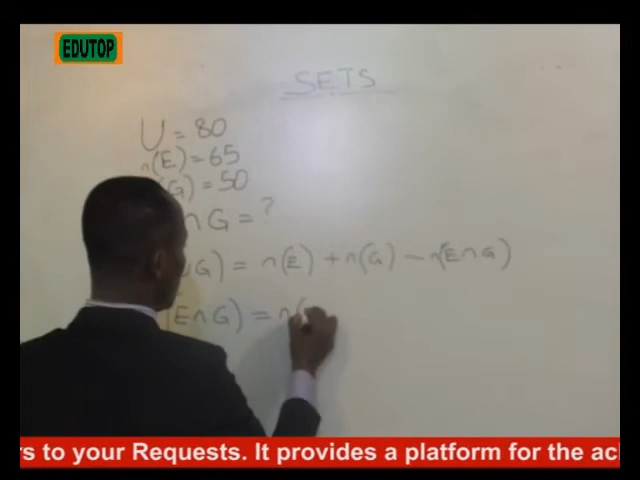 EDUTOP
SETS
U = 80
n(E) = 65
G) = 50
n G = ?
∪G) = n(E) + n(G) - n(E∩G)
(E∩G) = n(
rs to your Requests. It provides a platform for the ac